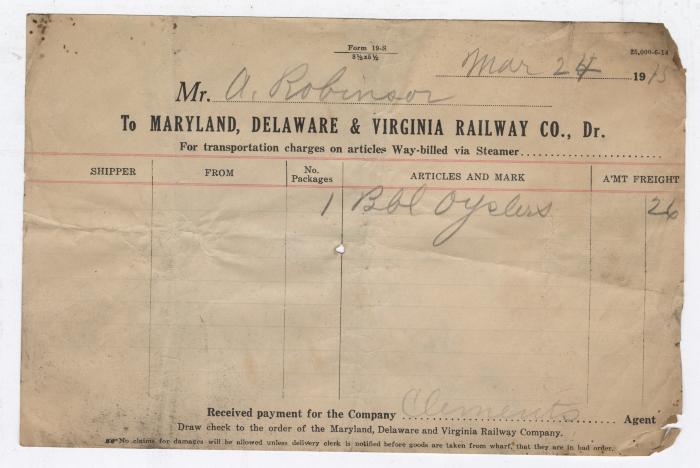 Form 19-S
8½x5½
25,000-6-14
Mar 24 1915
Mr. A. Robinson
To MARYLAND, DELAWARE & VIRGINIA RAILWAY CO., Dr.
For transportation charges on articles Way-billed via Steamer
SHIPPER FROM No. Packages ARTICLES AND MARK A'MT FREIGHT
1 Bbl Oysters 26
Received payment for the Company Clements Agent
Draw check to the order of the Maryland, Delaware and Virginia Railway Company.
No claims for damages will be allowed unless delivery clerk is notified before goods are taken from wharf, that they are in bad order.